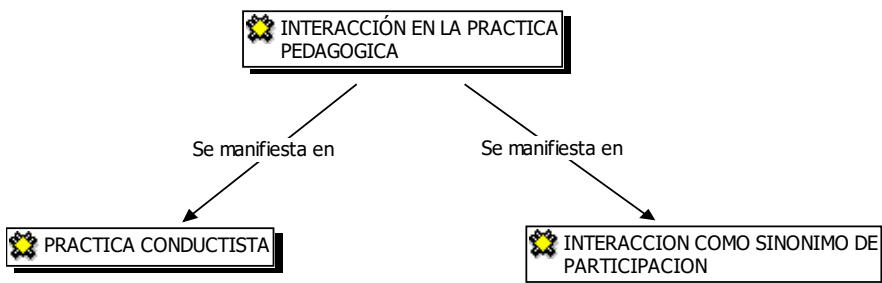 INTERACCIÓN EN LA PRACTICA
PEDAGOGICA
Se manifiesta en
Se manifiesta en
PRACTICA CONDUCTISTA
INTERACCION COMO SINONIMO DE
PARTICIPACION